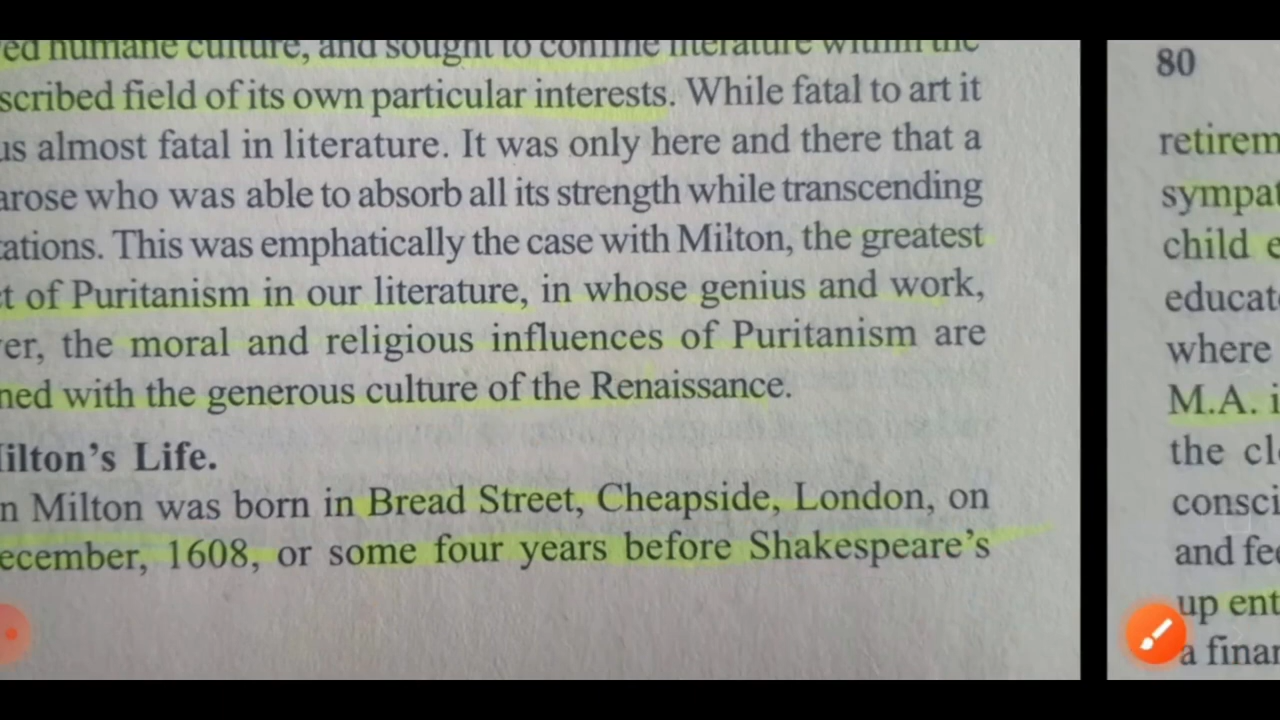 ed humane culture, and sought to confine literature within the
scribed field of its own particular interests. While fatal to art it
us almost fatal in literature. It was only here and there that a
arose who was able to absorb all its strength while transcending
ations. This was emphatically the case with Milton, the greatest
t of Puritanism in our literature, in whose genius and work,
er, the moral and religious influences of Puritanism are
ned with the generous culture of the Renaissance.
ilton's Life.
n Milton was born in Bread Street, Cheapside, London, on
ecember, 1608, or some four years before Shakespeare's
80
retirem
sympat
child e
educat
where
M.A. i
the cl
consci
and fee
up ent
a finan